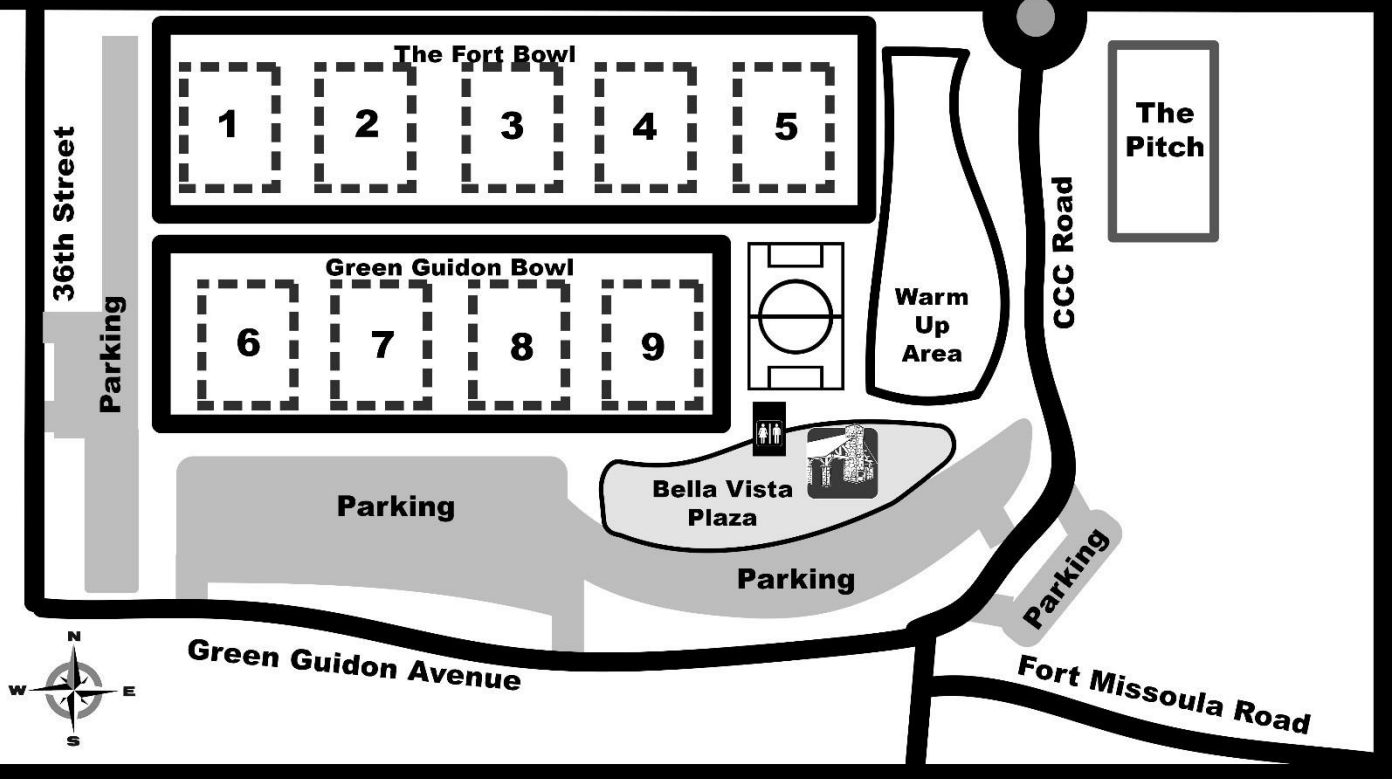 The Fort Bowl
1
2
3
4
5
The
Pitch
36th Street
Parking
CCC Road
Green Guidon Bowl
6
7
8
9
Warm
Up
Area
Bella Vista
Plaza
Parking
Parking
Parking
Green Guidon Avenue
Fort Missoula Road
N
W
E
S